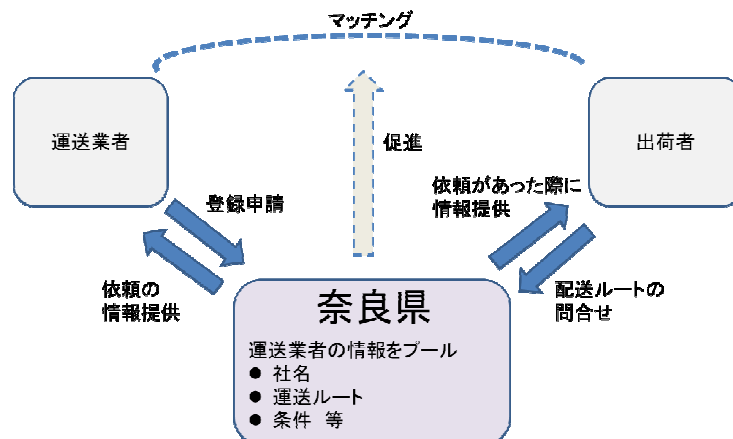 マッチング
運送業者
出荷者
促進
登録申請
依頼があった際に
情報提供
依頼の
情報提供
配送ルートの
問合せ
奈良県
運送業者の情報をプール
● 社名
● 運送ルート
● 条件 等